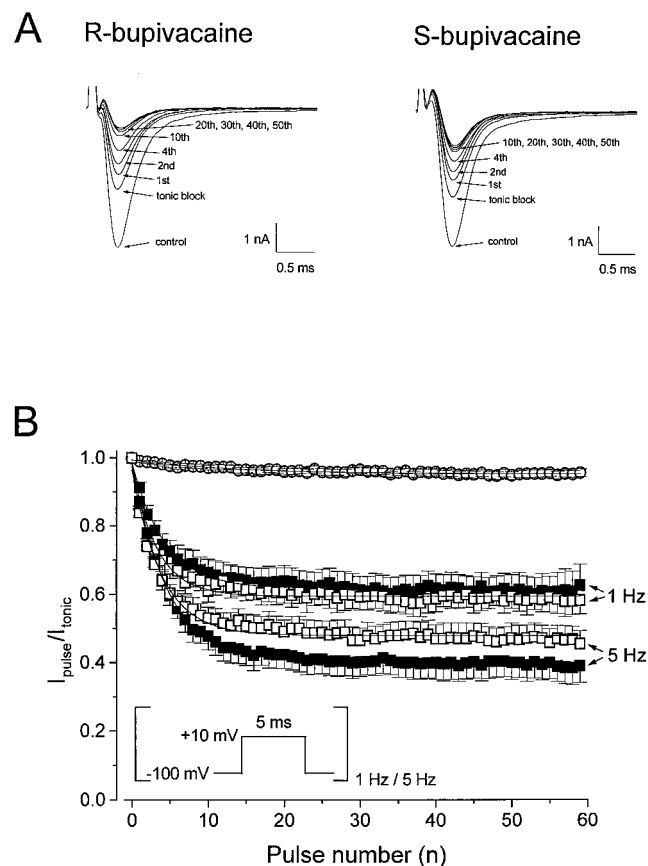 A
R-bupivacaine
S-bupivacaine
20th, 30th, 40th, 50th
10th
4th
2nd
1st
tonic block
control
1 nA
0.5 ms
10th, 20th, 30th, 40th, 50th
4th
2nd
1st
tonic block
control
1 nA
0.5 ms
B
1.0
0.8
0.6
0.4
0.2
0.0
I pulse/I tonic
1 Hz
5 Hz
5 ms
+10 mV
-100 mV
1 Hz / 5 Hz
0 10 20 30 40 50 60
Pulse number (n)